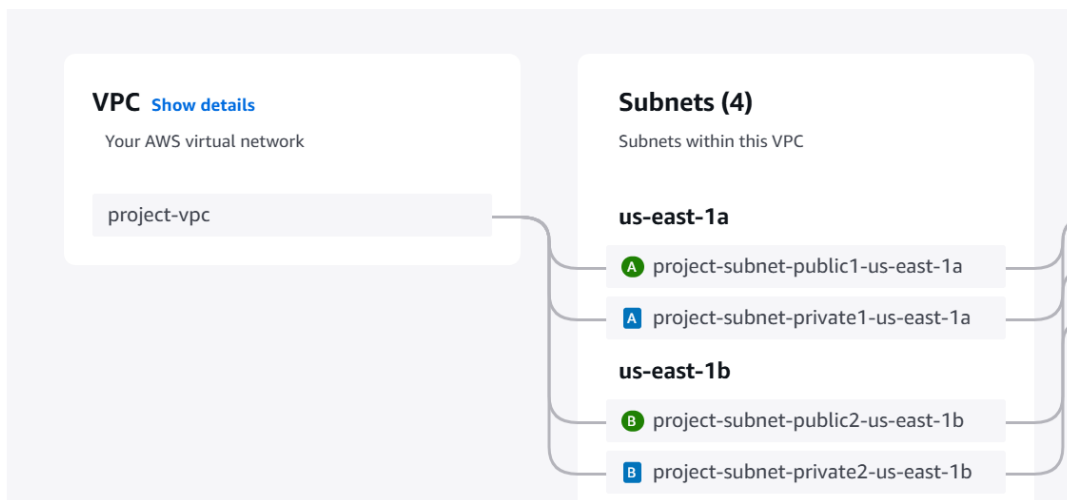 VPC Show details
Your AWS virtual network
project-vpc
Subnets (4)
Subnets within this VPC
us-east-1a
A project-subnet-public1-us-east-1a
A project-subnet-private1-us-east-1a
us-east-1b
B project-subnet-public2-us-east-1b
B project-subnet-private2-us-east-1b